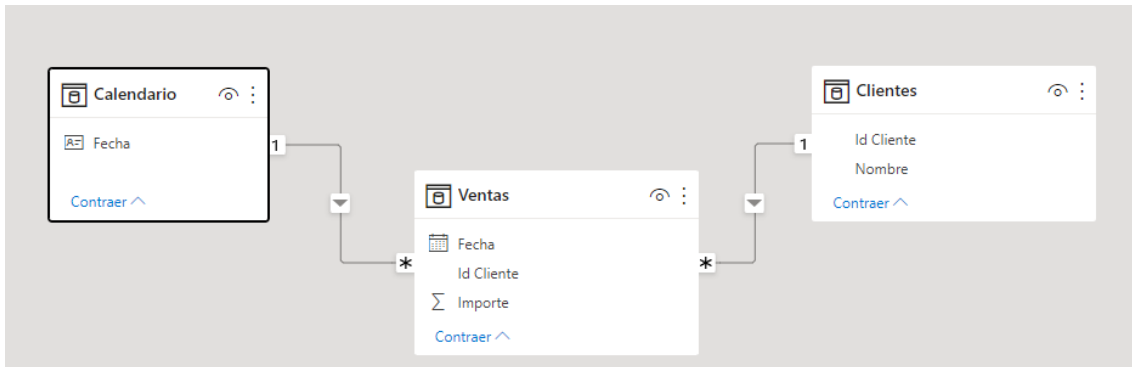 Calendario
Fecha
Contraer
1
*
Ventas
Fecha
Id Cliente
Σ Importe
Contraer
*
1
Clientes
Id Cliente
Nombre
Contraer